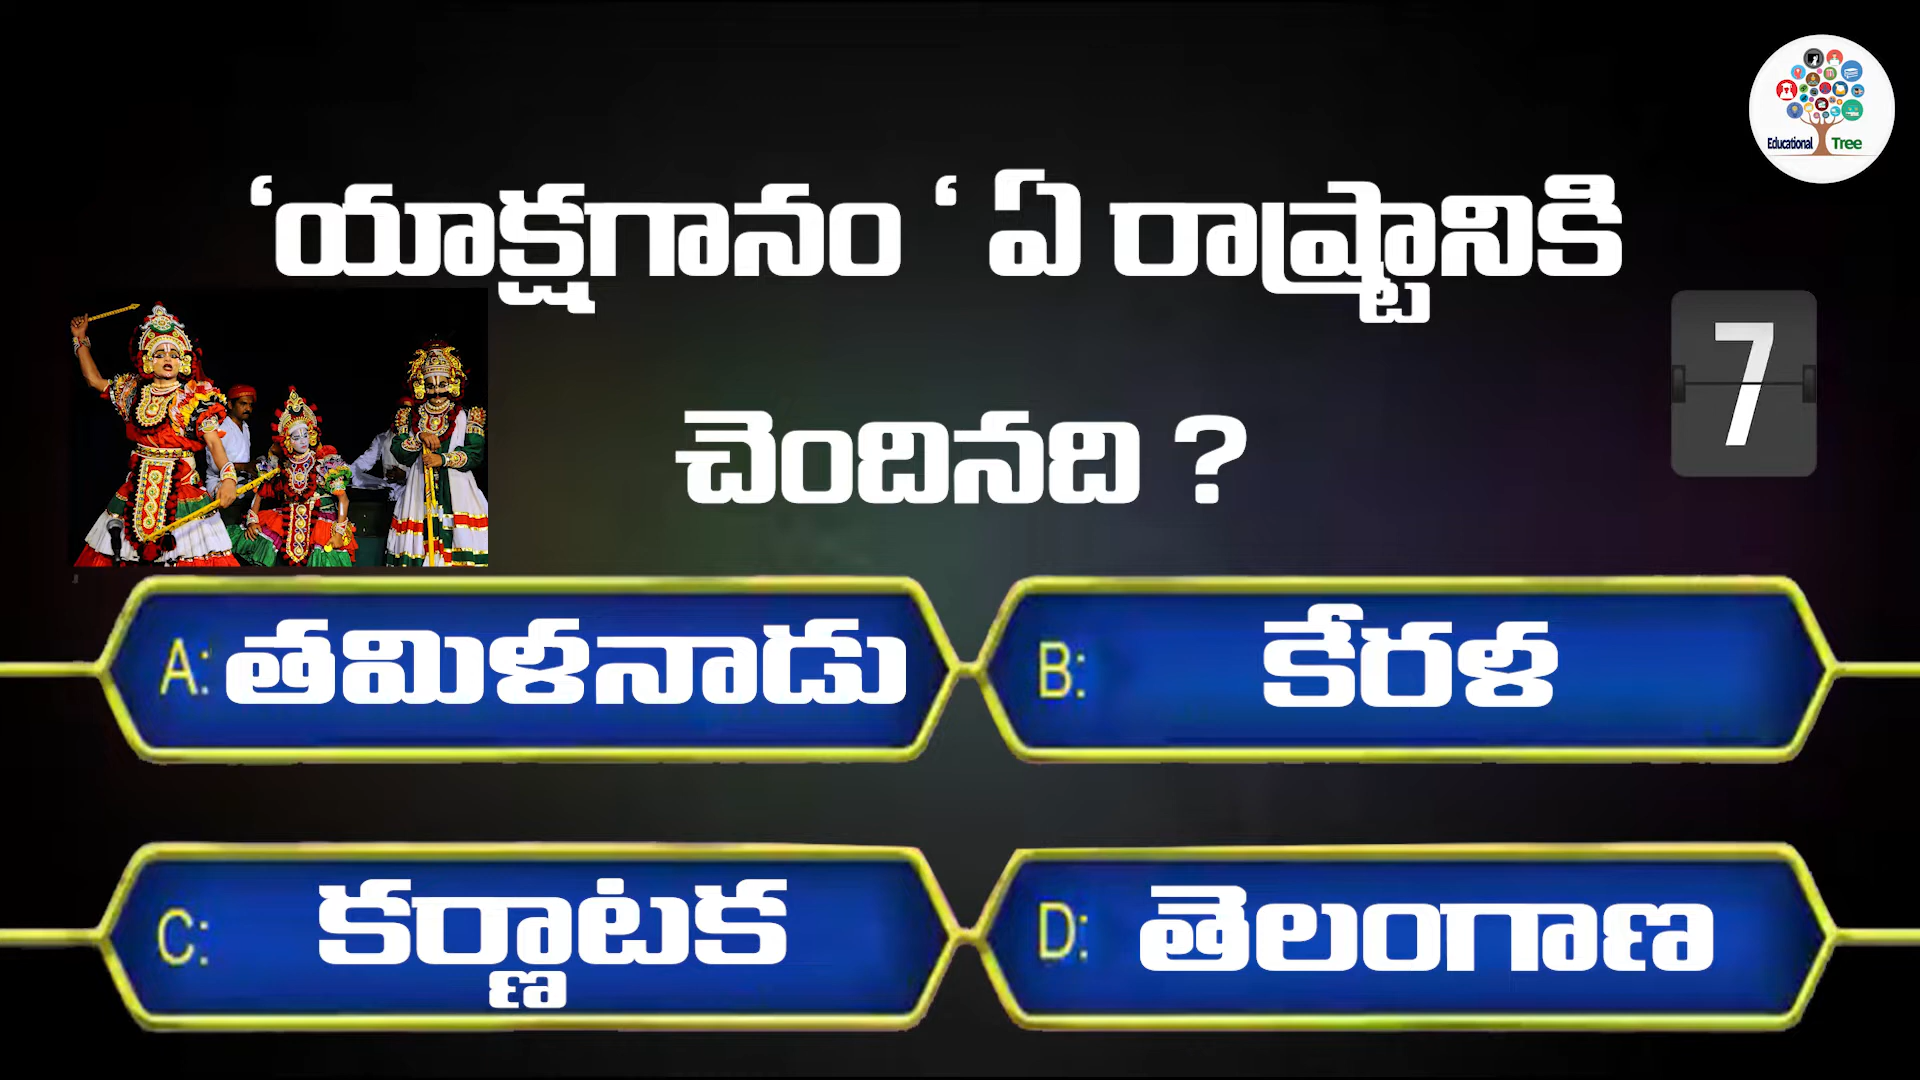 Educational Tree
‘యాక్షగానం ‘ ఏ రాష్ట్రానికి
చెందినది ?
7
A: తమిళనాడు
B: కేరళ
C: కర్ణాటక
D: తెలంగాణ